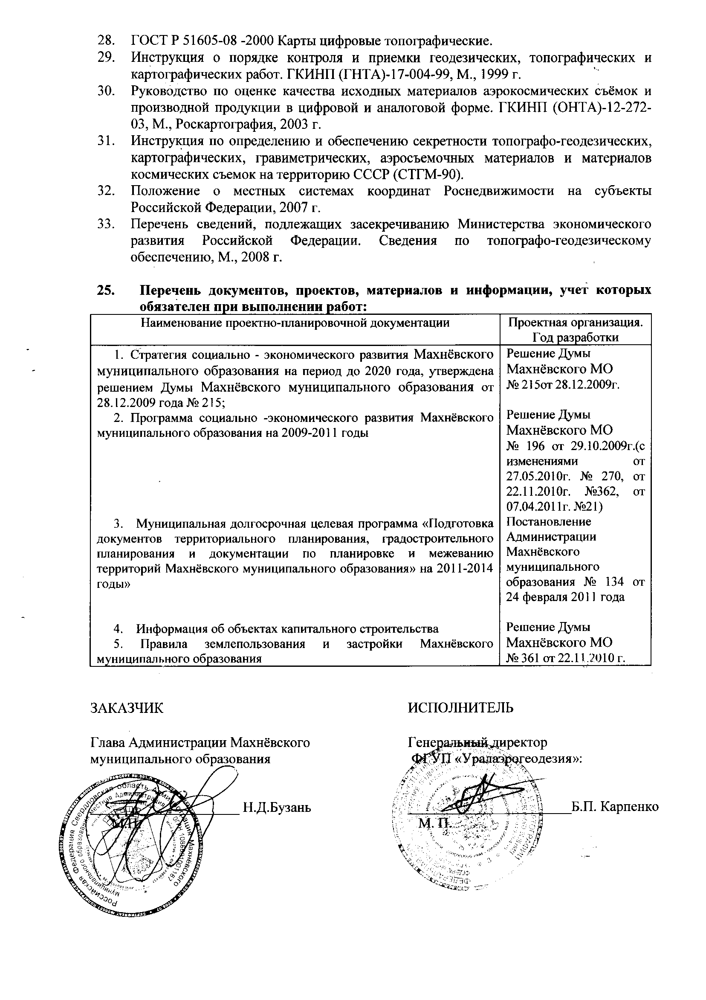 28. ГОСТ Р 51605-08 -2000 Карты цифровые топографические.
29. Инструкция о порядке контроля и приемки геодезических, топографических и
картографических работ. ГКИНП (ГНТА)-17-004-99, М., 1999 г.
30. Руководство по оценке качества исходных материалов аэрокосмических съёмок и
производной продукции в цифровой и аналоговой форме. ГКИНП (ОНТА)-12-272-
03, М., Роскартография, 2003 г.
31. Инструкция по определению и обеспечению секретности топографо-геодезических,
картографических, гравиметрических, аэросъемочных материалов и материалов
космических съемок на территорию СССР (СТГМ-90).
32. Положение о местных системах координат Роснедвижимости на субъекты
Российской Федерации, 2007 г.
33. Перечень сведений, подлежащих засекречиванию Министерства экономического
развития Российской Федерации. Сведения по топографо-геодезическому
обеспечению, М., 2008 г.
25. Перечень документов, проектов, материалов и информации, учет которых
обязателен при выполнении работ:
Наименование проектно-планировочной документации
Проектная организация.
Год разработки
1. Стратегия социально - экономического развития Махнёвского
муниципального образования на период до 2020 года, утверждена
решением Думы Махнёвского муниципального образования от
28.12.2009 года № 215;
Решение Думы
Махнёвского МО
№ 215от 28.12.2009г.
2. Программа социально -экономического развития Махнёвского
муниципального образования на 2009-2011 годы
Решение Думы
Махнёвского МО
№ 196 от 29.10.2009г.(с
изменениями от
27.05.2010г. № 270, от
22.11.2010г. №362, от
07.04.2011г. №21)
3. Муниципальная долгосрочная целевая программа «Подготовка
документов территориального планирования, градостроительного
планирования и документации по планировке и межеванию
территорий Махнёвского муниципального образования» на 2011-2014
годы»
Постановление
Администрации
Махнёвского
муниципального
образования № 134 от
24 февраля 2011 года
4. Информация об объектах капитального строительства
5. Правила землепользования и застройки Махнёвского
муниципального образования
Решение Думы
Махнёвского МО
№ 361 от 22.11.2010 г.
ЗАКАЗЧИК
Глава Администрации Махнёвского
муниципального образования
Н.Д.Бузань
М.П.
Российская Федерация Свердловская область Администрация Махнёвского
муниципального образования местная Администрация
ИСПОЛНИТЕЛЬ
Генеральный директор
ФГУП «Уралаэрогеодезия»:
Б.П. Карпенко
М. П.